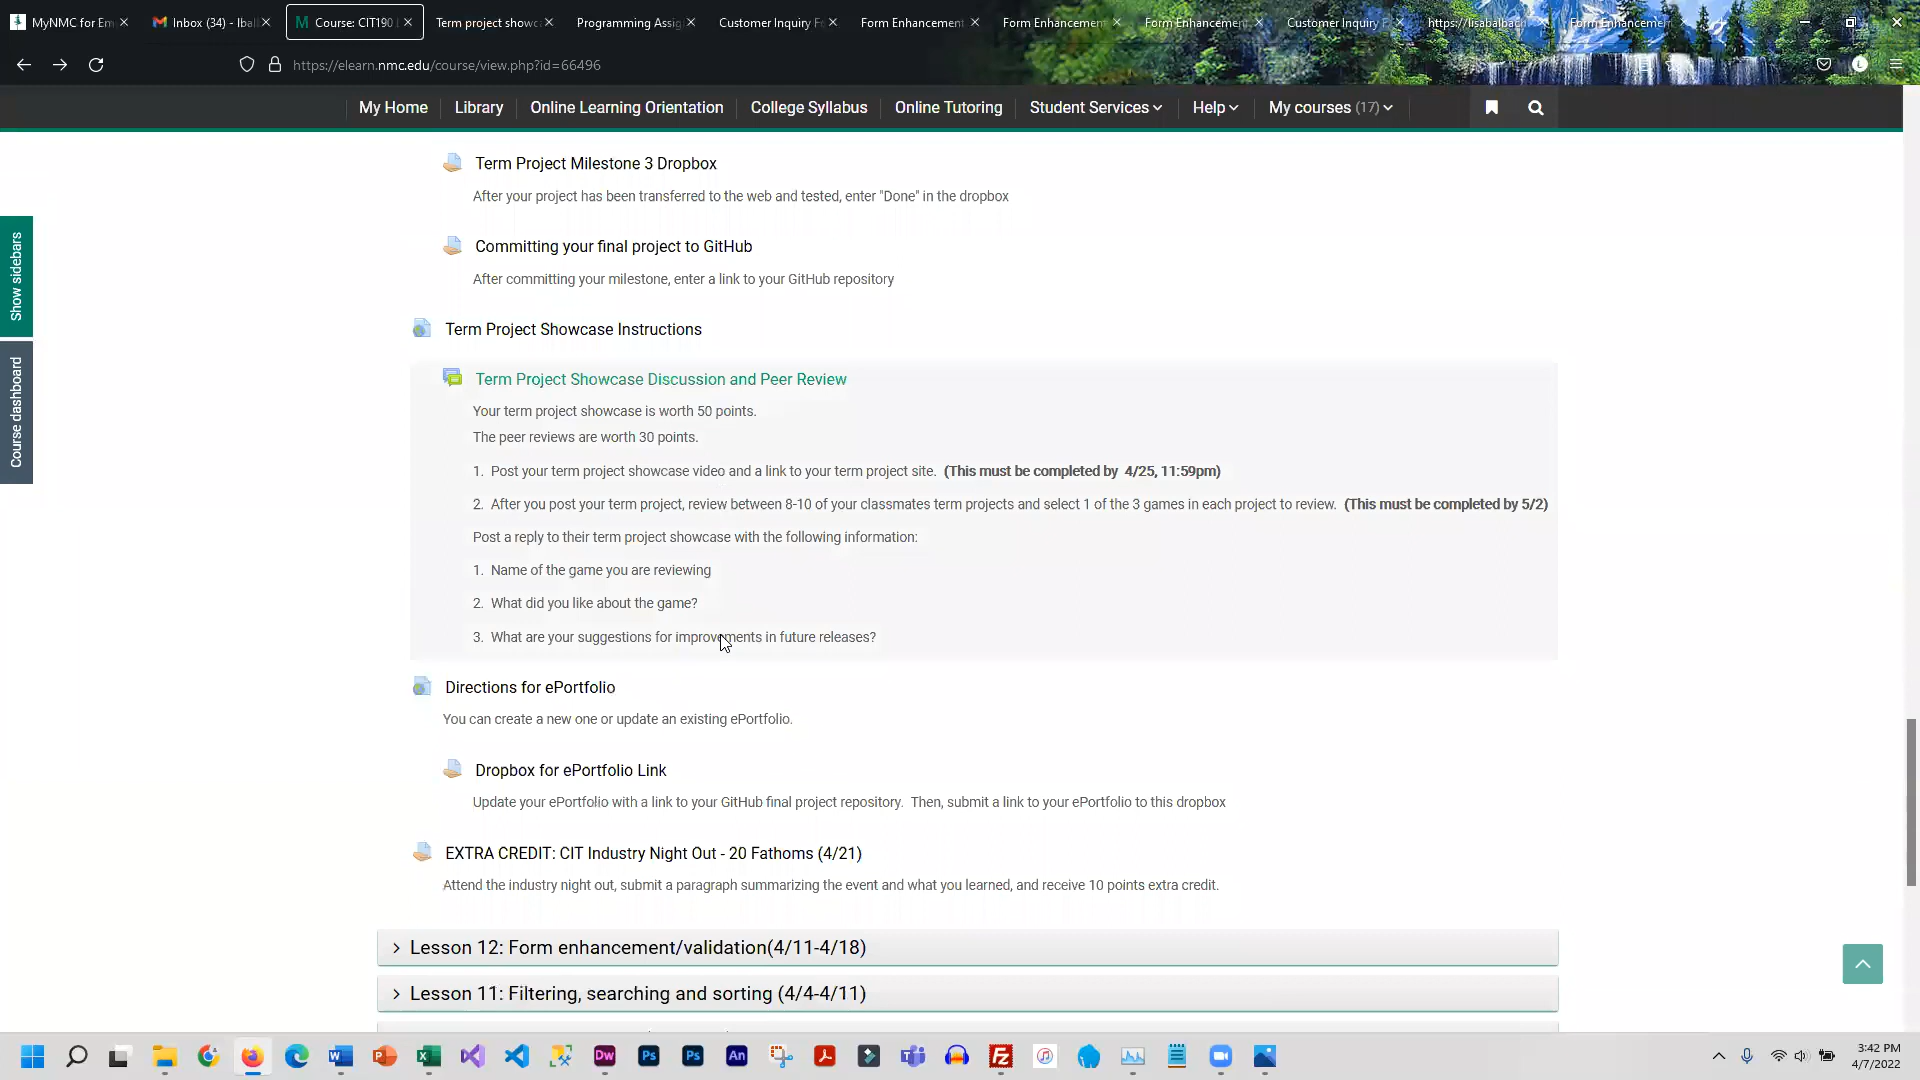 MyNMC for Em
Inbox (34) - lbal
Course: CIT190
Term project showc
Programming Assig
Customer Inquiry F
Form Enhancement
Form Enhancement
Form Enhancement
Customer Inquiry F
https://lisabalbach
Form Enhancement
https://elearn.nmc.edu/course/view.php?id=66496
My Home Library Online Learning Orientation College Syllabus Online Tutoring Student Services Help My courses (17)
Show sidebars
Course dashboard
Term Project Milestone 3 Dropbox
After your project has been transferred to the web and tested, enter "Done" in the dropbox
Committing your final project to GitHub
After committing your milestone, enter a link to your GitHub repository
Term Project Showcase Instructions
Term Project Showcase Discussion and Peer Review
Your term project showcase is worth 50 points.
The peer reviews are worth 30 points.
1. Post your term project showcase video and a link to your term project site. (This must be completed by 4/25, 11:59pm)
2. After you post your term project, review between 8-10 of your classmates term projects and select 1 of the 3 games in each project to review. (This must be completed by 5/2)
Post a reply to their term project showcase with the following information:
1. Name of the game you are reviewing
2. What did you like about the game?
3. What are your suggestions for improvements in future releases?
Directions for ePortfolio
You can create a new one or update an existing ePortfolio.
Dropbox for ePortfolio Link
Update your ePortfolio with a link to your GitHub final project repository. Then, submit a link to your ePortfolio to this dropbox
EXTRA CREDIT: CIT Industry Night Out - 20 Fathoms (4/21)
Attend the industry night out, submit a paragraph summarizing the event and what you learned, and receive 10 points extra credit.
Lesson 12: Form enhancement/validation(4/11-4/18)
Lesson 11: Filtering, searching and sorting (4/4-4/11)
3:42 PM
4/7/2022